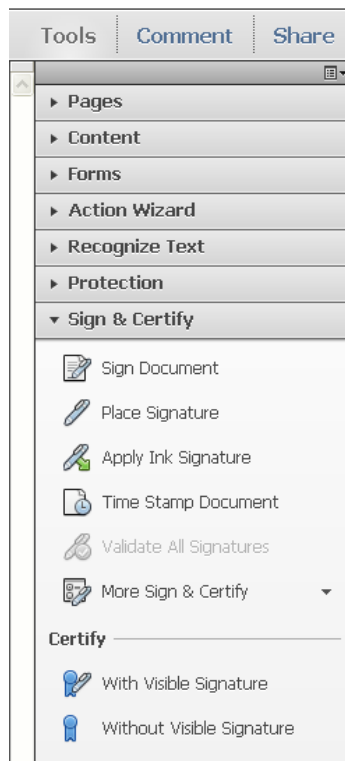 Tools Comment Share
Pages
Content
Forms
Action Wizard
Recognize Text
Protection
Sign & Certify
Sign Document
Place Signature
Apply Ink Signature
Time Stamp Document
Validate All Signatures
More Sign & Certify
Certify
With Visible Signature
Without Visible Signature